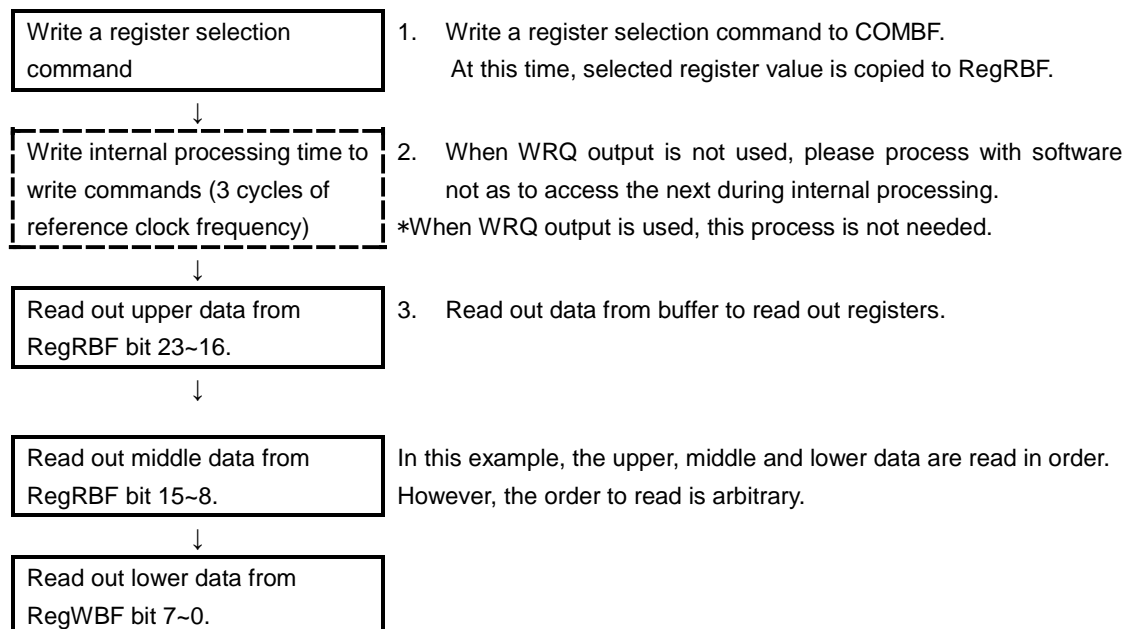 Write a register selection
command
1. Write a register selection command to COMBF.
At this time, selected register value is copied to RegRBF.
↓
Write internal processing time to
write commands (3 cycles of
reference clock frequency)
2. When WRQ output is not used, please process with software
not as to access the next during internal processing.
*When WRQ output is used, this process is not needed.
↓
Read out upper data from
RegRBF bit 23~16.
3. Read out data from buffer to read out registers.
↓
Read out middle data from
RegRBF bit 15~8.
In this example, the upper, middle and lower data are read in order.
However, the order to read is arbitrary.
↓
Read out lower data from
RegWBF bit 7~0.